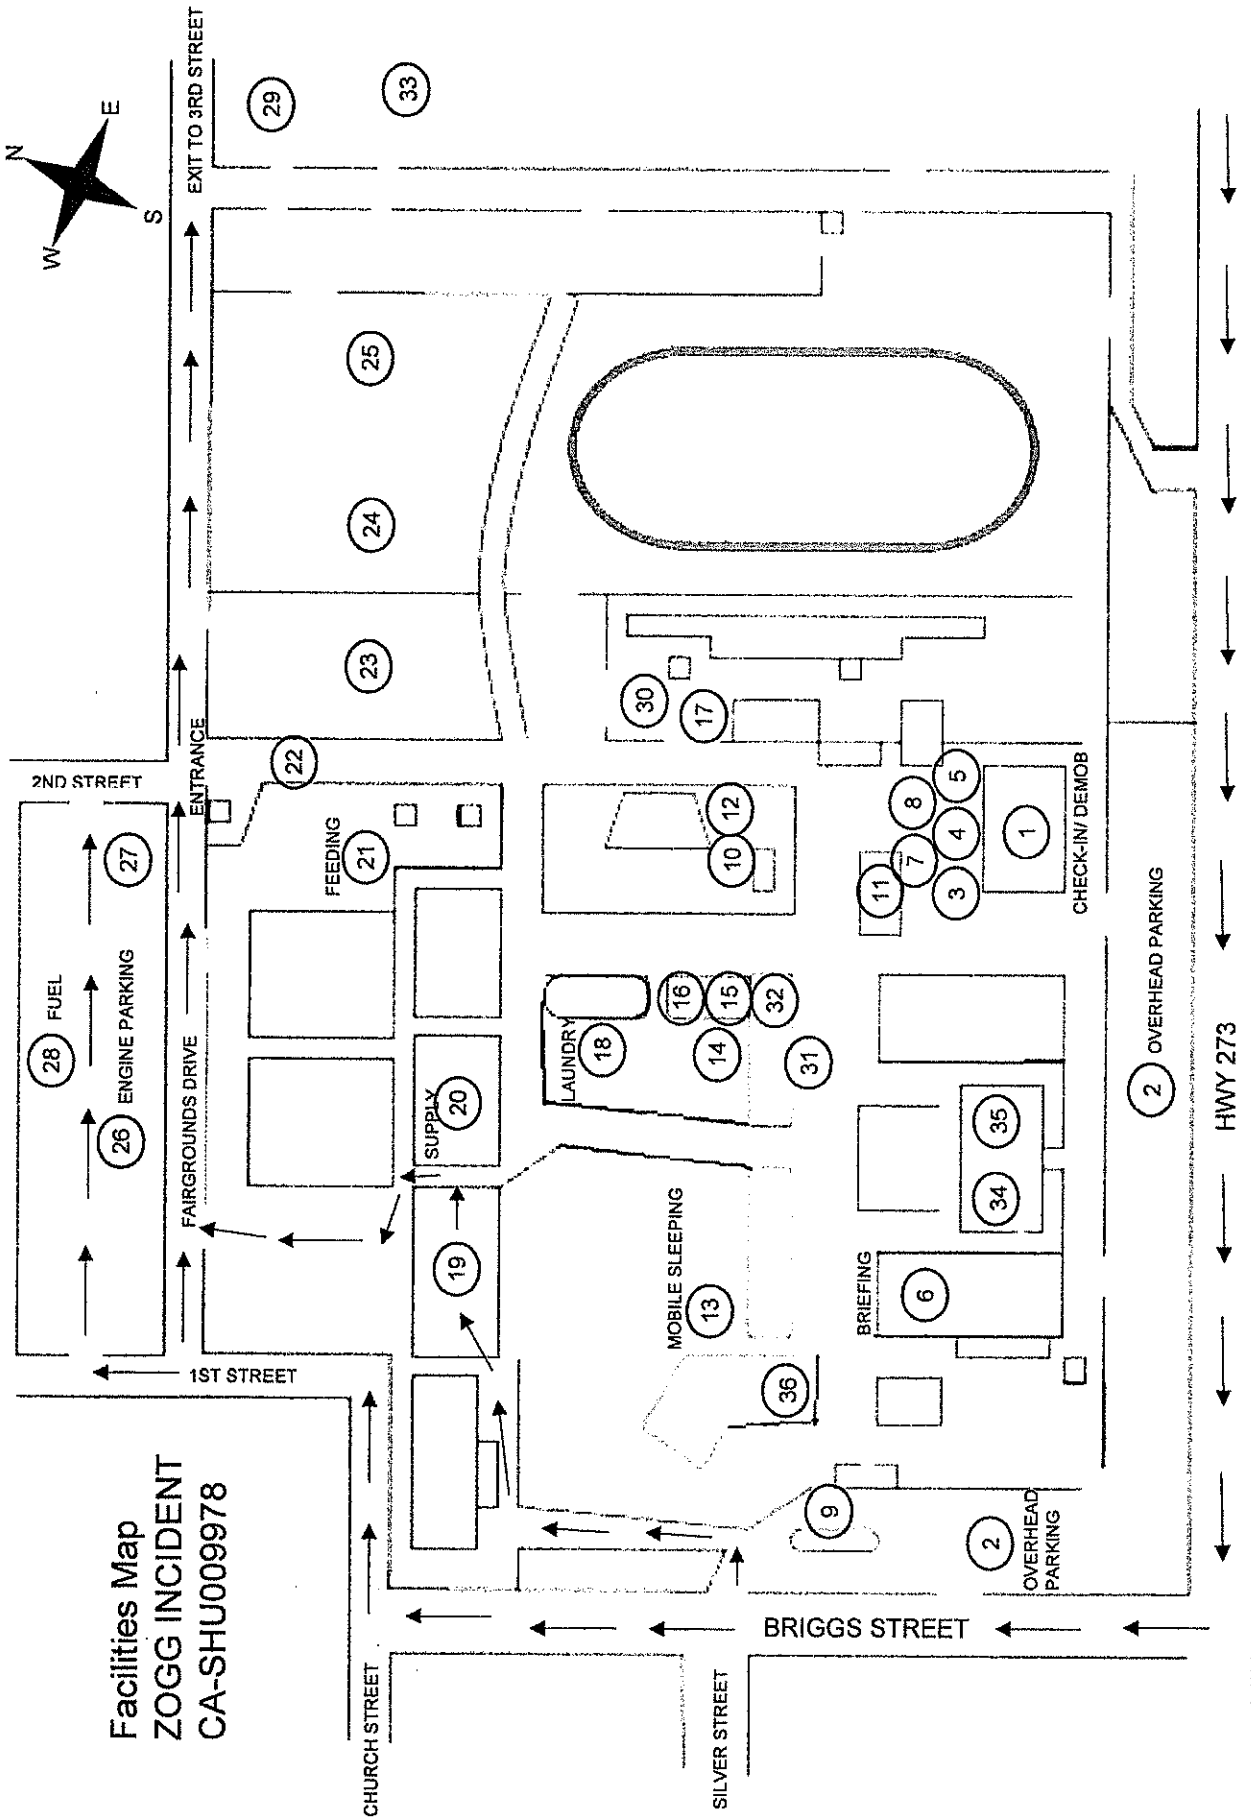 Facilities Map
ZOGG INCIDENT
CA-SHU009978
N
E
S
W
2ND STREET
1ST STREET
28 FUEL
26 ENGINE PARKING
27
FAIRGROUNDS DRIVE
ENTRANCE
EXIT TO 3RD STREET
29
33
22
FEEDING
21
23
24
25
CHURCH STREET
SUPPLY
20
19
LAUNDRY
18
16
15
32
14
31
MOBILE SLEEPING
13
36
10
12
30
17
SILVER STREET
BRIGGS STREET
9
BRIEFING
6
34
35
11
7
8
3
4
5
1
CHECK-IN/ DEMOB
2
OVERHEAD
PARKING
2 OVERHEAD PARKING
HWY 273